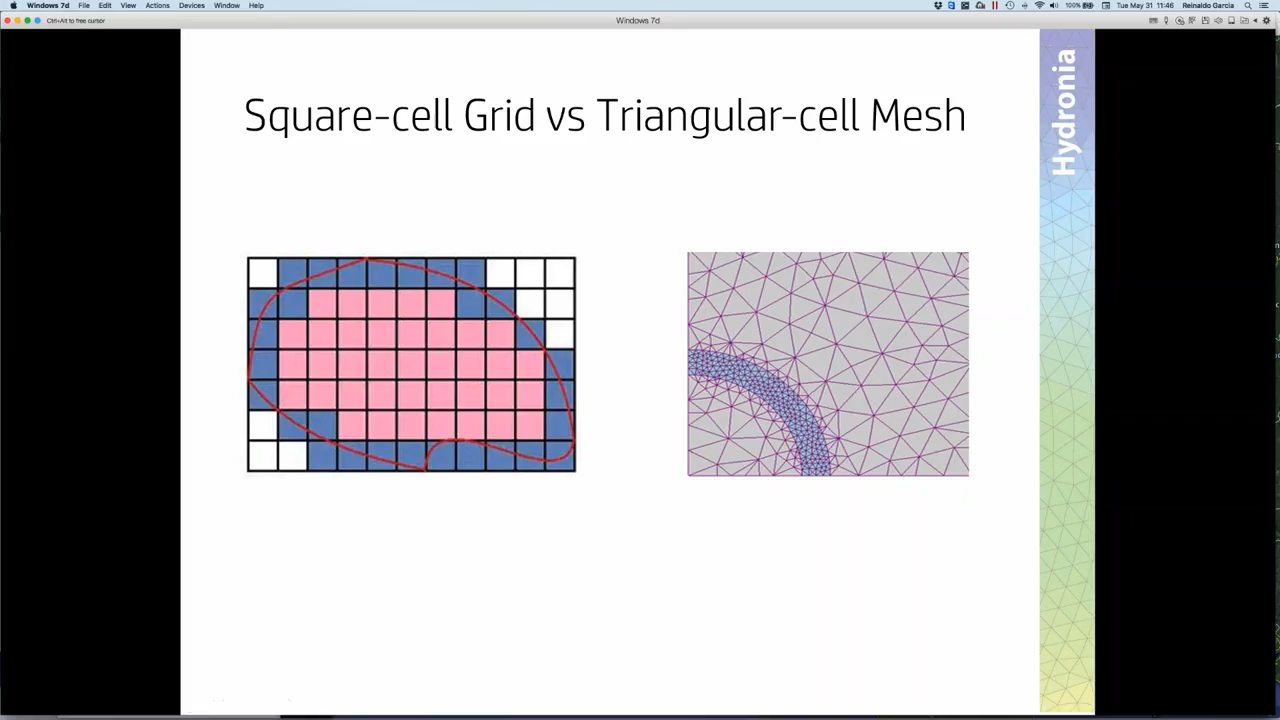 Windows 7d File Edit View Actions Devices Window Help
100% Tue May 31 11:46 Reinaldo Garcia
Ctrl+Alt to free cursor
Windows 7d
Square-cell Grid vs Triangular-cell Mesh
Hydronia